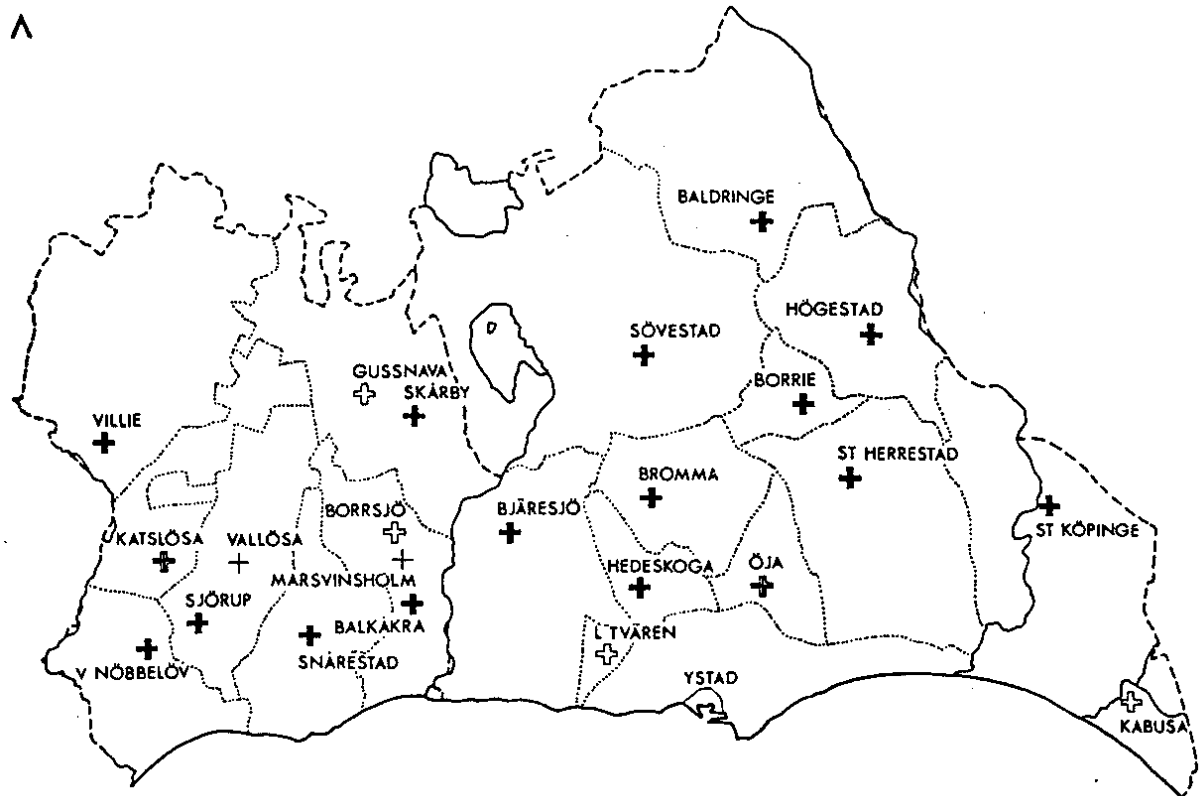 BALDRINGE
HÖGESTAD
SÖVESTAD
GUSSNAVA
SKÅRBY
BORRIE
VILLIE
ST HERRESTAD
BROMMA
BORRSJÖ
BJÄRESJÖ
ST KÖPINGE
KATSLÖSA
VALLÖSA
MARSVINSHOLM
HEDESKOGA
ÖJA
SJÖRUP
BALKÅKRA
L TVÄREN
SNÅRESTAD
V NÖBBELÖV
YSTAD
KABUSA